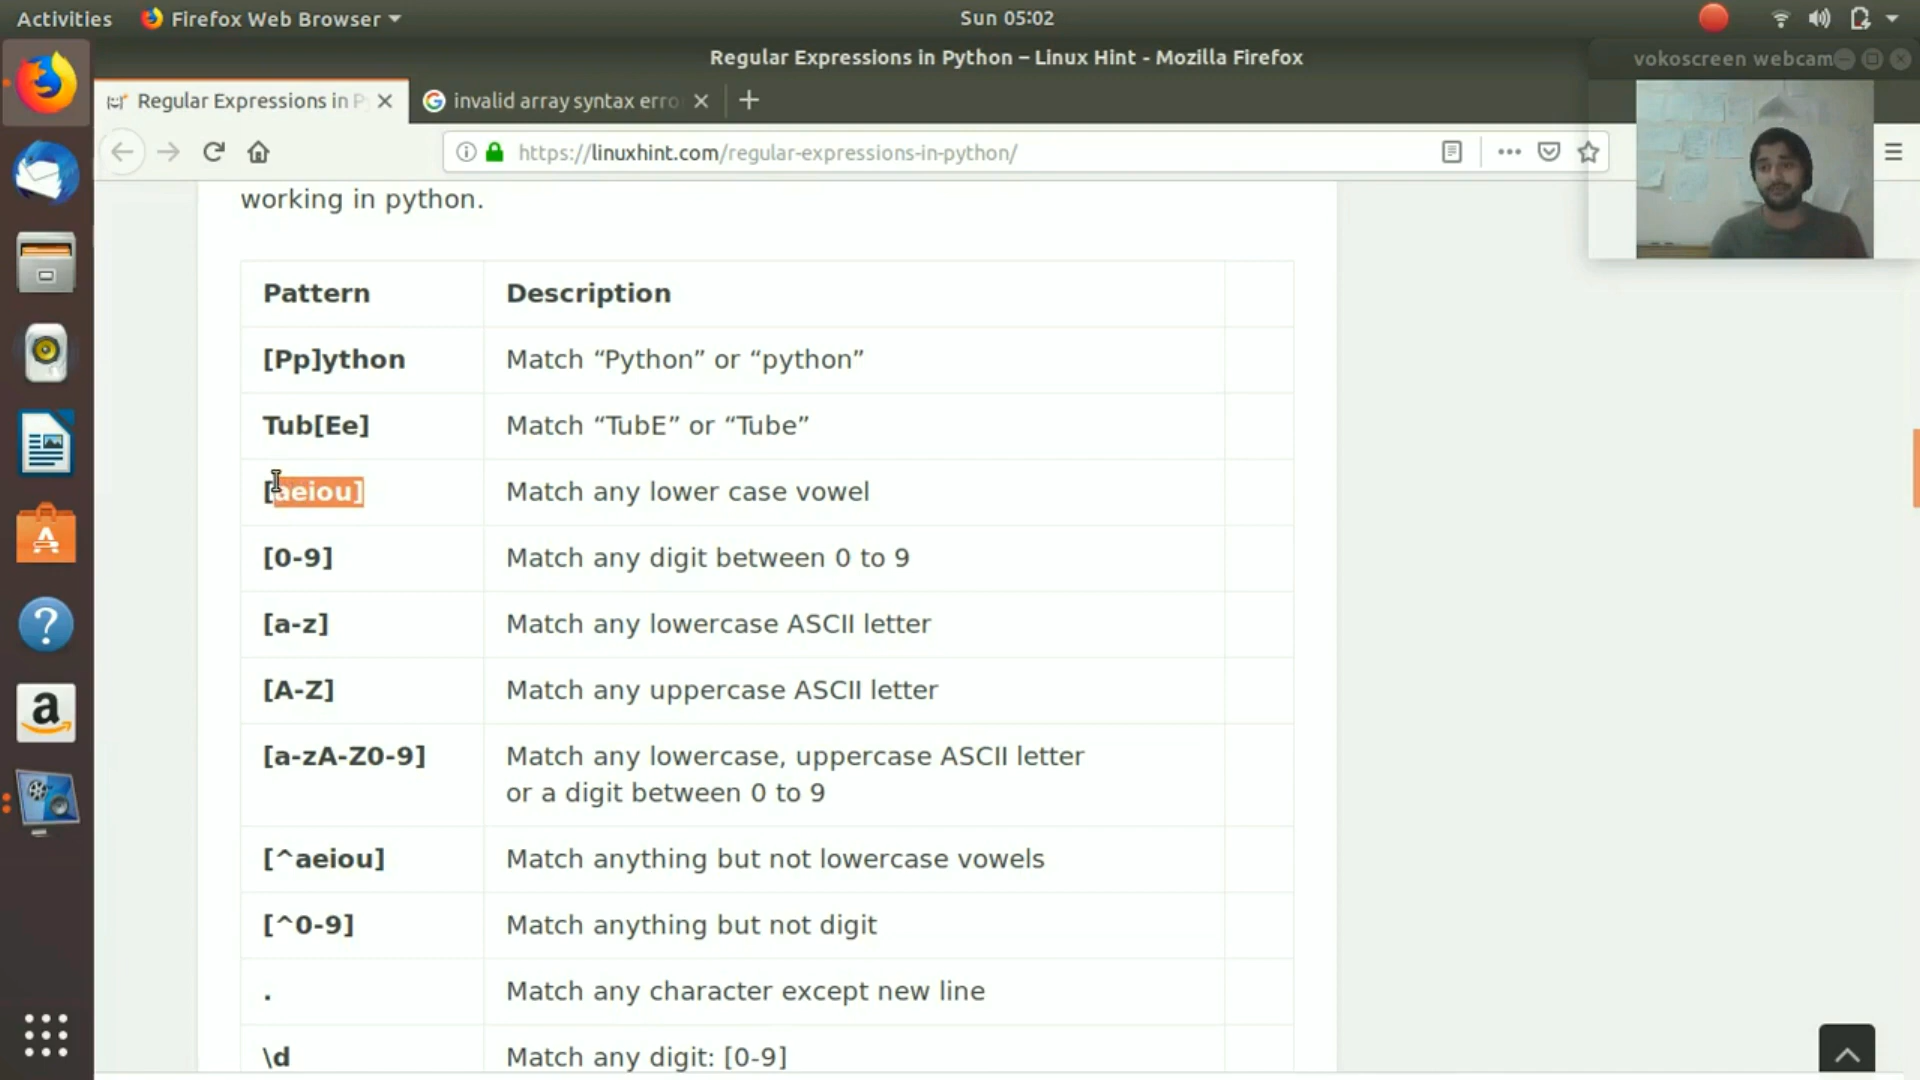 Activities
Firefox Web Browser
Sun 05:02
Regular Expressions in Python – Linux Hint - Mozilla Firefox
vokoscreen webcam
Regular Expressions in P
invalid array syntax erro
https://linuxhint.com/regular-expressions-in-python/
working in python.
Pattern Description
[Pp]ython Match “Python” or “python”
Tub[Ee] Match “TubE” or “Tube”
[aeiou] Match any lower case vowel
[0-9] Match any digit between 0 to 9
[a-z] Match any lowercase ASCII letter
[A-Z] Match any uppercase ASCII letter
[a-zA-Z0-9] Match any lowercase, uppercase ASCII letter
or a digit between 0 to 9
[^aeiou] Match anything but not lowercase vowels
[^0-9] Match anything but not digit
. Match any character except new line
\d Match any digit: [0-9]